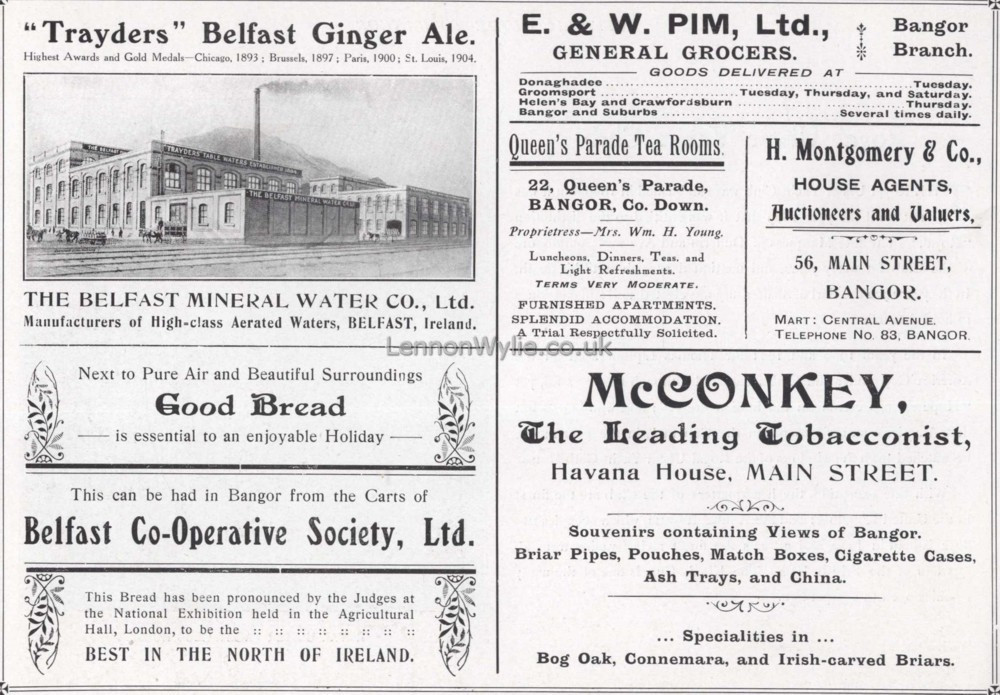 "Trayders" Belfast Ginger Ale.
Highest Awards and Gold Medals—Chicago, 1893; Brussels, 1897; Paris, 1900; St. Louis, 1904.
TRAYDERS TABLE WATERS ESTABLISHMENT
THE BELFAST MINERAL WATER CO.
THE BELFAST MINERAL WATER CO., Ltd.
Manufacturers of High-class Aerated Waters, BELFAST, Ireland.
Next to Pure Air and Beautiful Surroundings
Good Bread
is essential to an enjoyable Holiday
This can be had in Bangor from the Carts of
Belfast Co-Operative Society, Ltd.
This Bread has been pronounced by the Judges at
the National Exhibition held in the Agricultural
Hall, London, to be the :: :: :: :: :: :: :: ::
BEST IN THE NORTH OF IRELAND.
E. & W. PIM, Ltd., Bangor
GENERAL GROCERS. Branch.
GOODS DELIVERED AT
Donaghadee ... Tuesday.
Groomsport ... Tuesday, Thursday, and Saturday.
Helen's Bay and Crawfordsburn ... Thursday.
Bangor and Suburbs ... Several times daily.
Queen's Parade Tea Rooms.
22, Queen's Parade,
BANGOR, Co. Down.
Proprietress—Mrs. Wm. H. Young.
Luncheons, Dinners, Teas, and
Light Refreshments.
TERMS VERY MODERATE.
FURNISHED APARTMENTS.
SPLENDID ACCOMMODATION.
A Trial Respectfully Solicited.
H. Montgomery & Co.,
HOUSE AGENTS,
Auctioneers and Valuers,
56, MAIN STREET,
BANGOR.
MART: CENTRAL AVENUE.
TELEPHONE No. 83, BANGOR.
LennonWylie.co.uk
McCONKEY,
The Leading Tobacconist,
Havana House, MAIN STREET.
Souvenirs containing Views of Bangor.
Briar Pipes, Pouches, Match Boxes, Cigarette Cases,
Ash Trays, and China.
... Specialities in ...
Bog Oak, Connemara, and Irish-carved Briars.